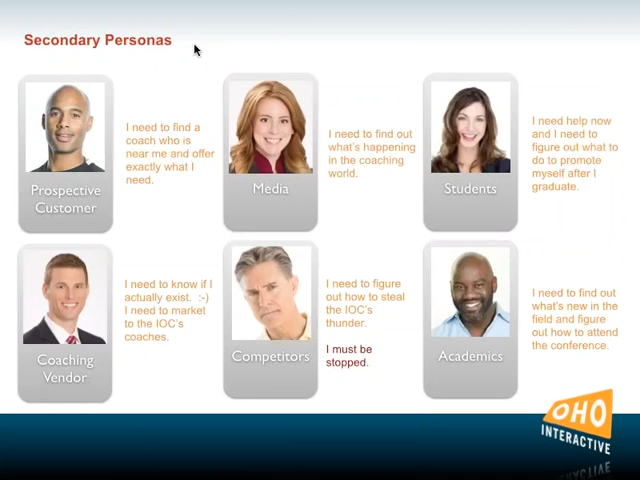 Secondary Personas
I need to find a
coach who is
near me and offer
exactly what I
need.
Prospective
Customer
I need to find out
what's happening
in the coaching
world.
Media
I need help now
and I need to
figure out what to
do to promote
myself after I
graduate.
Students
I need to know if I
actually exist. :-)
I need to market
to the IOC's
coaches.
Coaching
Vendor
I need to figure
out how to steal
the IOC's
thunder.
I must be
stopped.
Competitors
I need to find out
what's new in the
field and figure
out how to attend
the conference.
Academics
OHO
INTERACTIVE